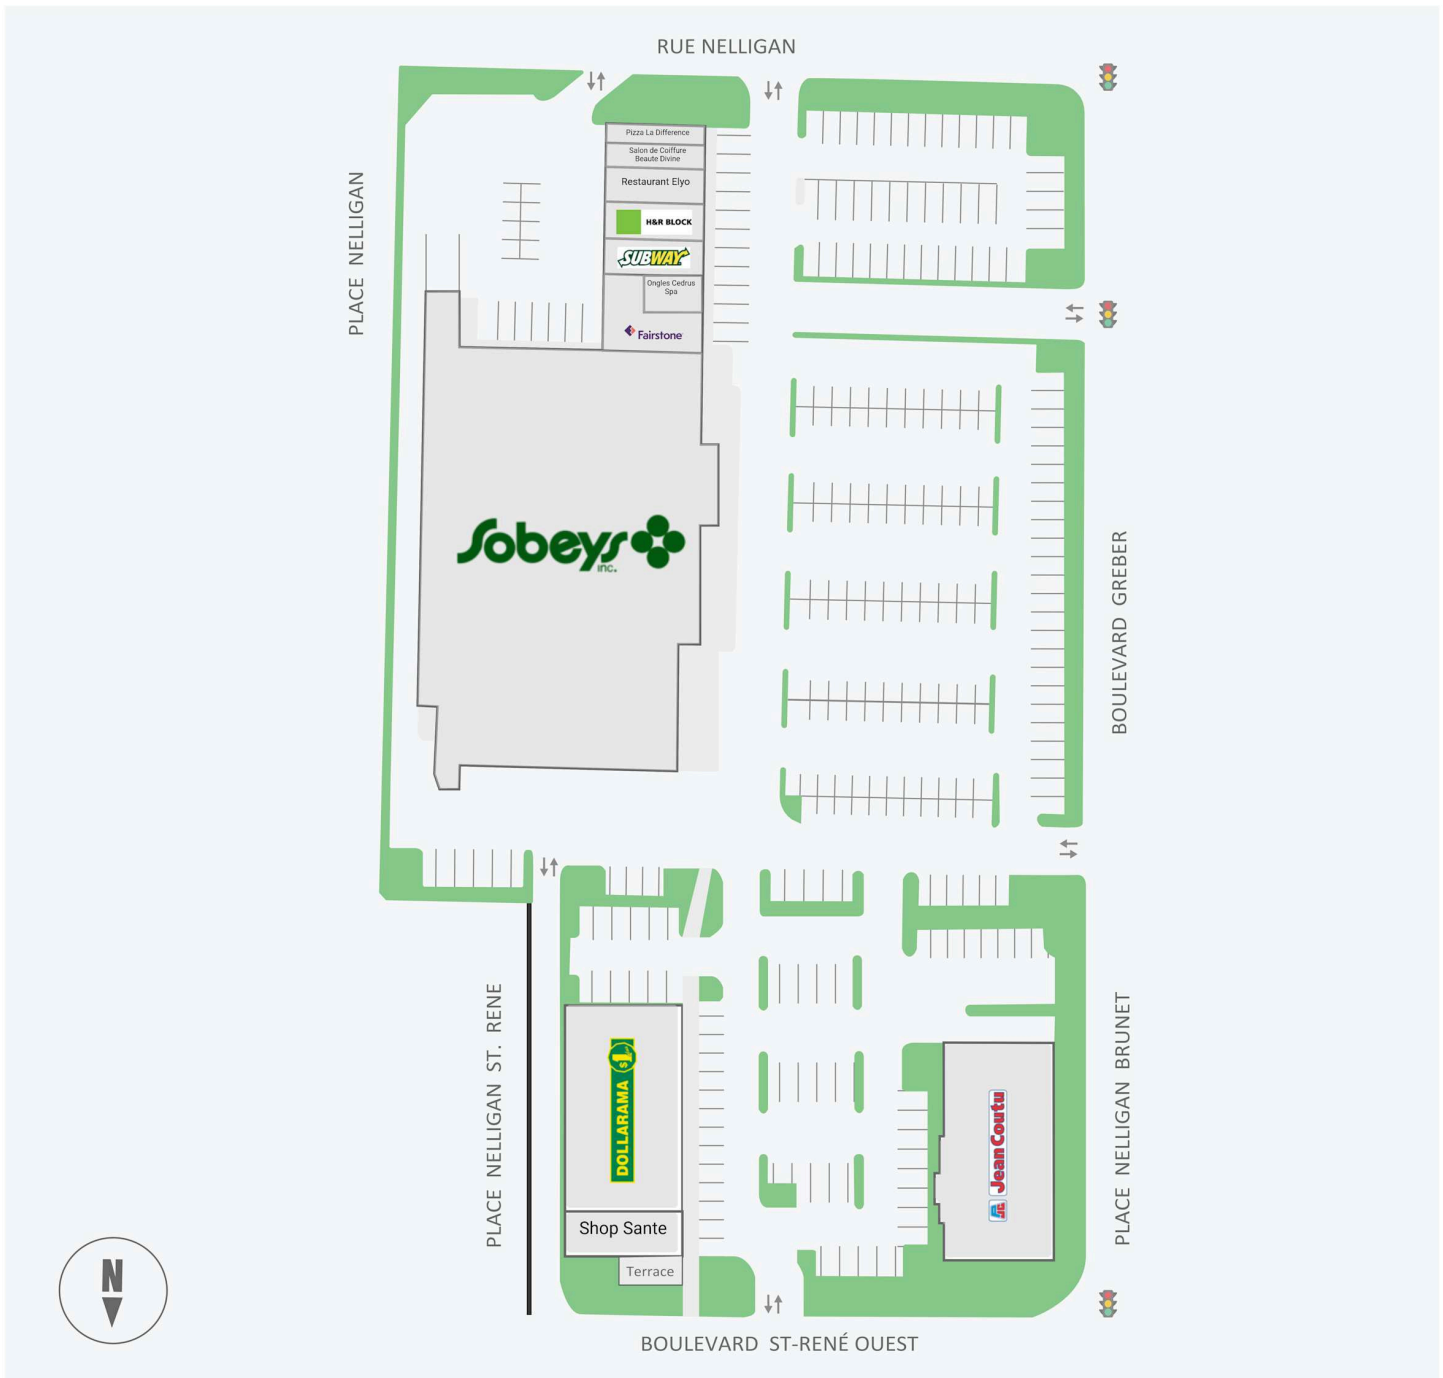 RUE NELLIGAN
PLACE NELLIGAN
Pizza La Difference
Salon de Coiffure
Beaute Divine
Restaurant Elyo
H&R BLOCK
SUBWAY
Ongles Cedrus
Spa
Fairstone
Sobeys
INC.
BOULEVARD GREBER
PLACE NELLIGAN ST. RENE
DOLLARAMA $1
Shop Sante
Terrace
Jean Coutu
PLACE NELLIGAN BRUNET
N
BOULEVARD ST-RENÉ OUEST